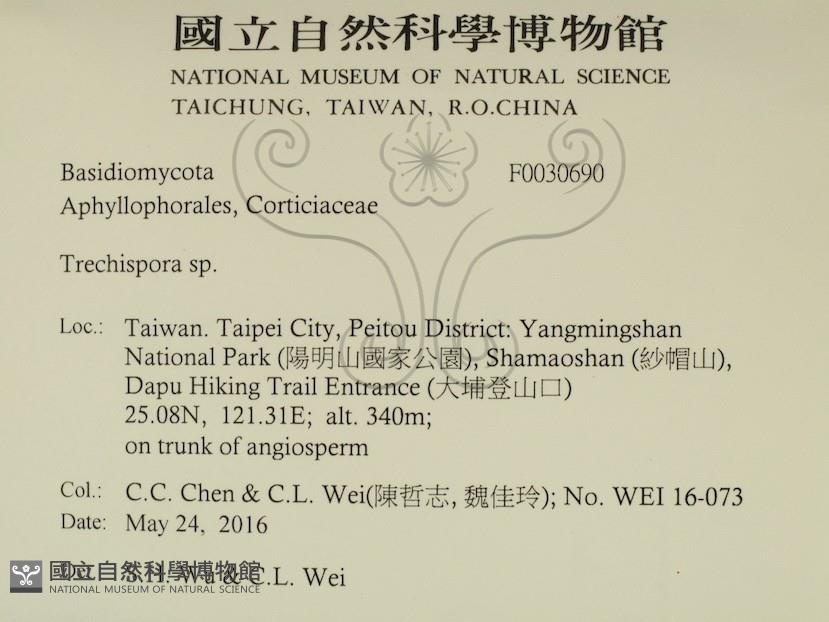 國立自然科學博物館
NATIONAL MUSEUM OF NATURAL SCIENCE
TAICHUNG, TAIWAN, R.O.CHINA
Basidiomycota F0030690
Aphyllophorales, Corticiaceae
Trechispora sp.
Loc.: Taiwan. Taipei City, Peitou District: Yangmingshan
National Park (陽明山國家公園), Shamaoshan (紗帽山),
Dapu Hiking Trail Entrance (大埔登山口)
25.08N, 121.31E; alt. 340m;
on trunk of angiosperm
Col.: C.C. Chen & C.L. Wei(陳哲志, 魏佳玲); No. WEI 16-073
Date: May 24, 2016
S.H. Wu & C.L. Wei
國立自然科學博物館
NATIONAL MUSEUM OF NATURAL SCIENCE